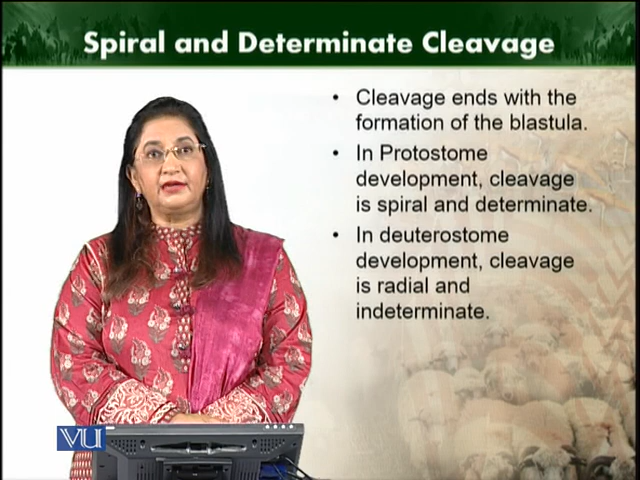 Spiral and Determinate Cleavage
• Cleavage ends with the
formation of the blastula.
• In Protostome
development, cleavage
is spiral and determinate.
• In deuterostome
development, cleavage
is radial and
indeterminate.
VU